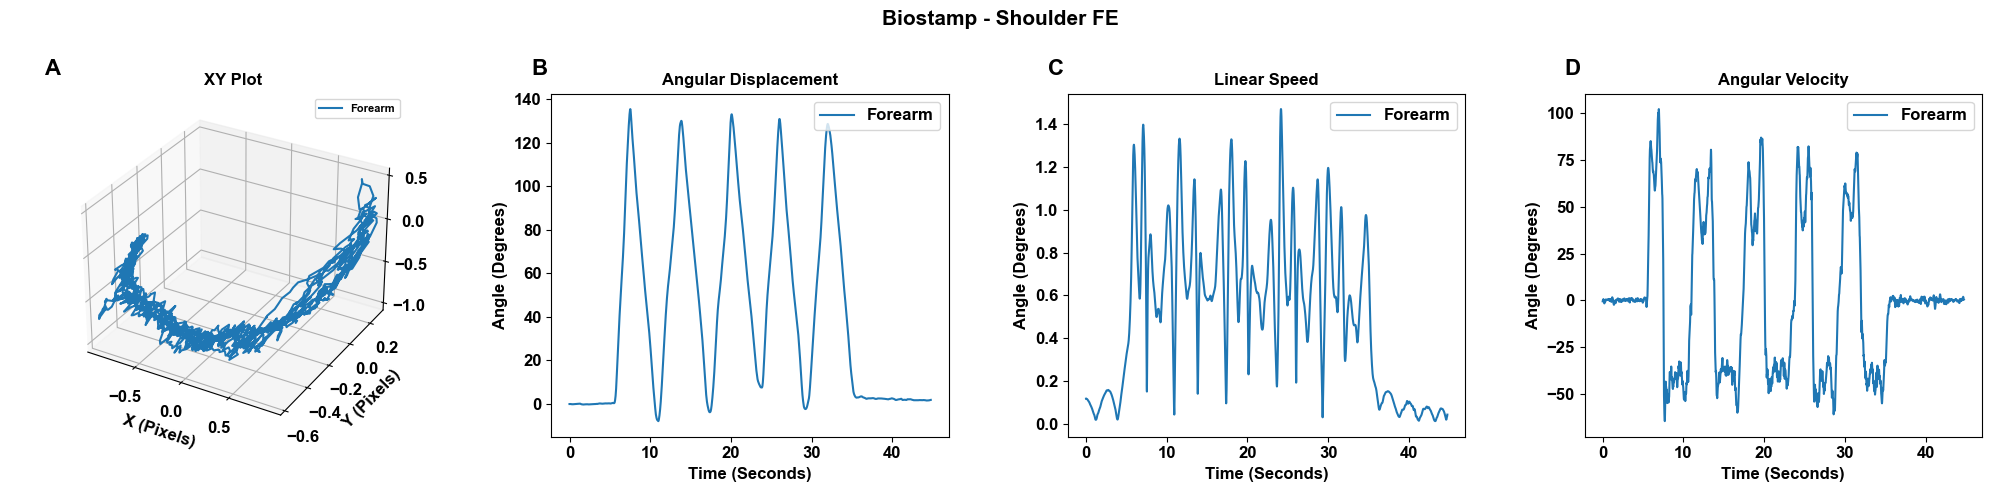 Biostamp - Shoulder FE
A
XY Plot
Forearm
0.5
0.0
−0.5
−1.0
0.2
0.0
−0.2
−0.4
−0.6
Y (Pixels)
−0.5
0.0
0.5
X (Pixels)
B
Angular Displacement
Forearm
140
120
100
80
60
40
20
0
Angle (Degrees)
0
10
20
30
40
Time (Seconds)
C
Linear Speed
Forearm
1.4
1.2
1.0
0.8
0.6
0.4
0.2
0.0
Angle (Degrees)
0
10
20
30
40
Time (Seconds)
D
Angular Velocity
Forearm
100
75
50
25
0
−25
−50
Angle (Degrees)
0
10
20
30
40
Time (Seconds)